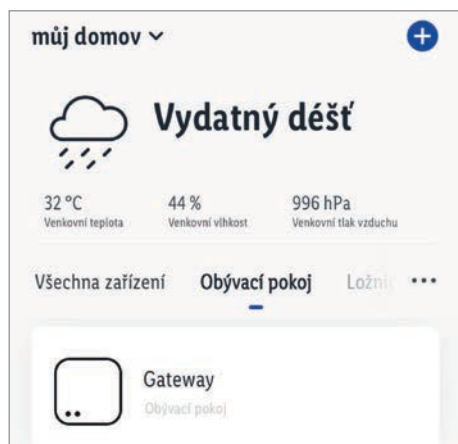 můj domov
Vydatný déšť
32 °C 44 % 996 hPa
Venkovní teplota Venkovní vlhkost Venkovní tlak vzduchu
Všechna zařízení Obývací pokoj Ložnic
Gateway
Obývací pokoj